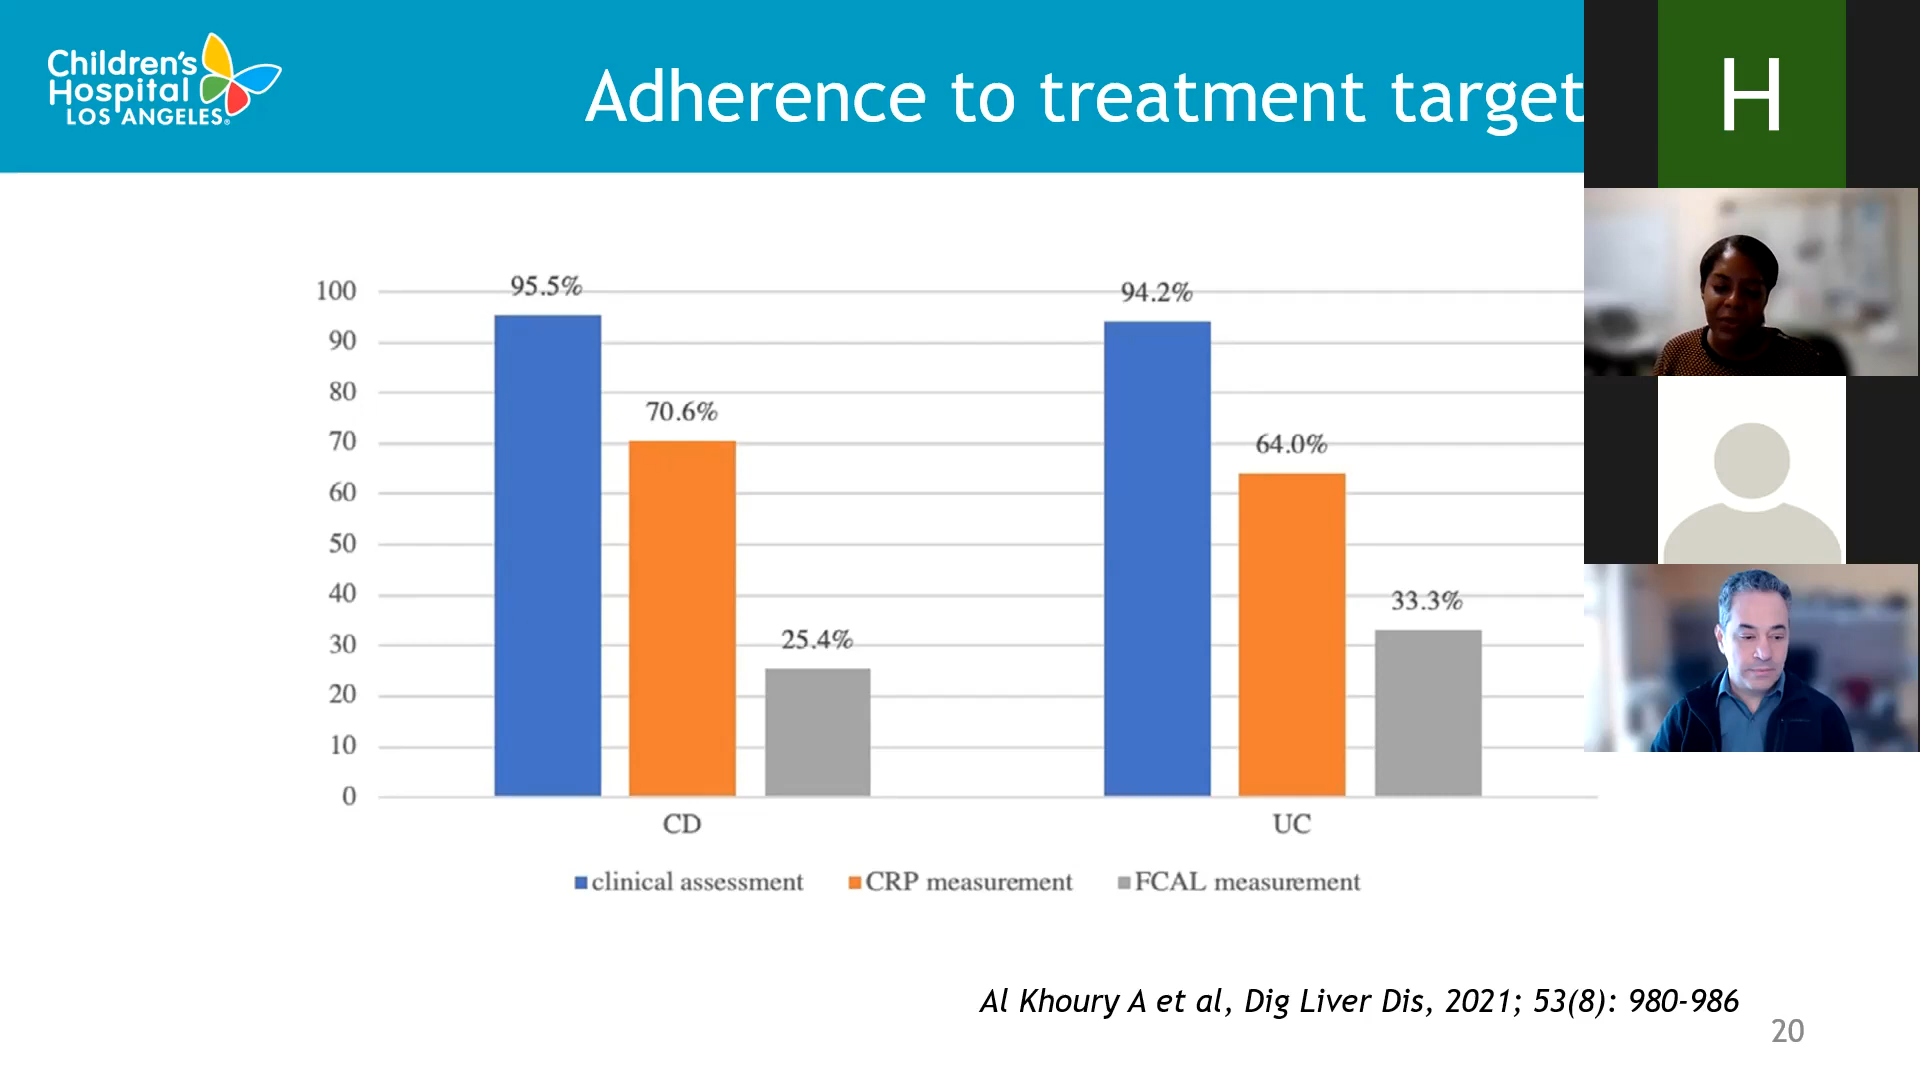 Children's
Hospital
LOS ANGELES®
Adherence to treatment target
H
100
90
80
70
60
50
40
30
20
10
0
95.5%
70.6%
25.4%
94.2%
64.0%
33.3%
CD
UC
clinical assessment
CRP measurement
FCAL measurement
Al Khoury A et al, Dig Liver Dis, 2021; 53(8): 980-986
20